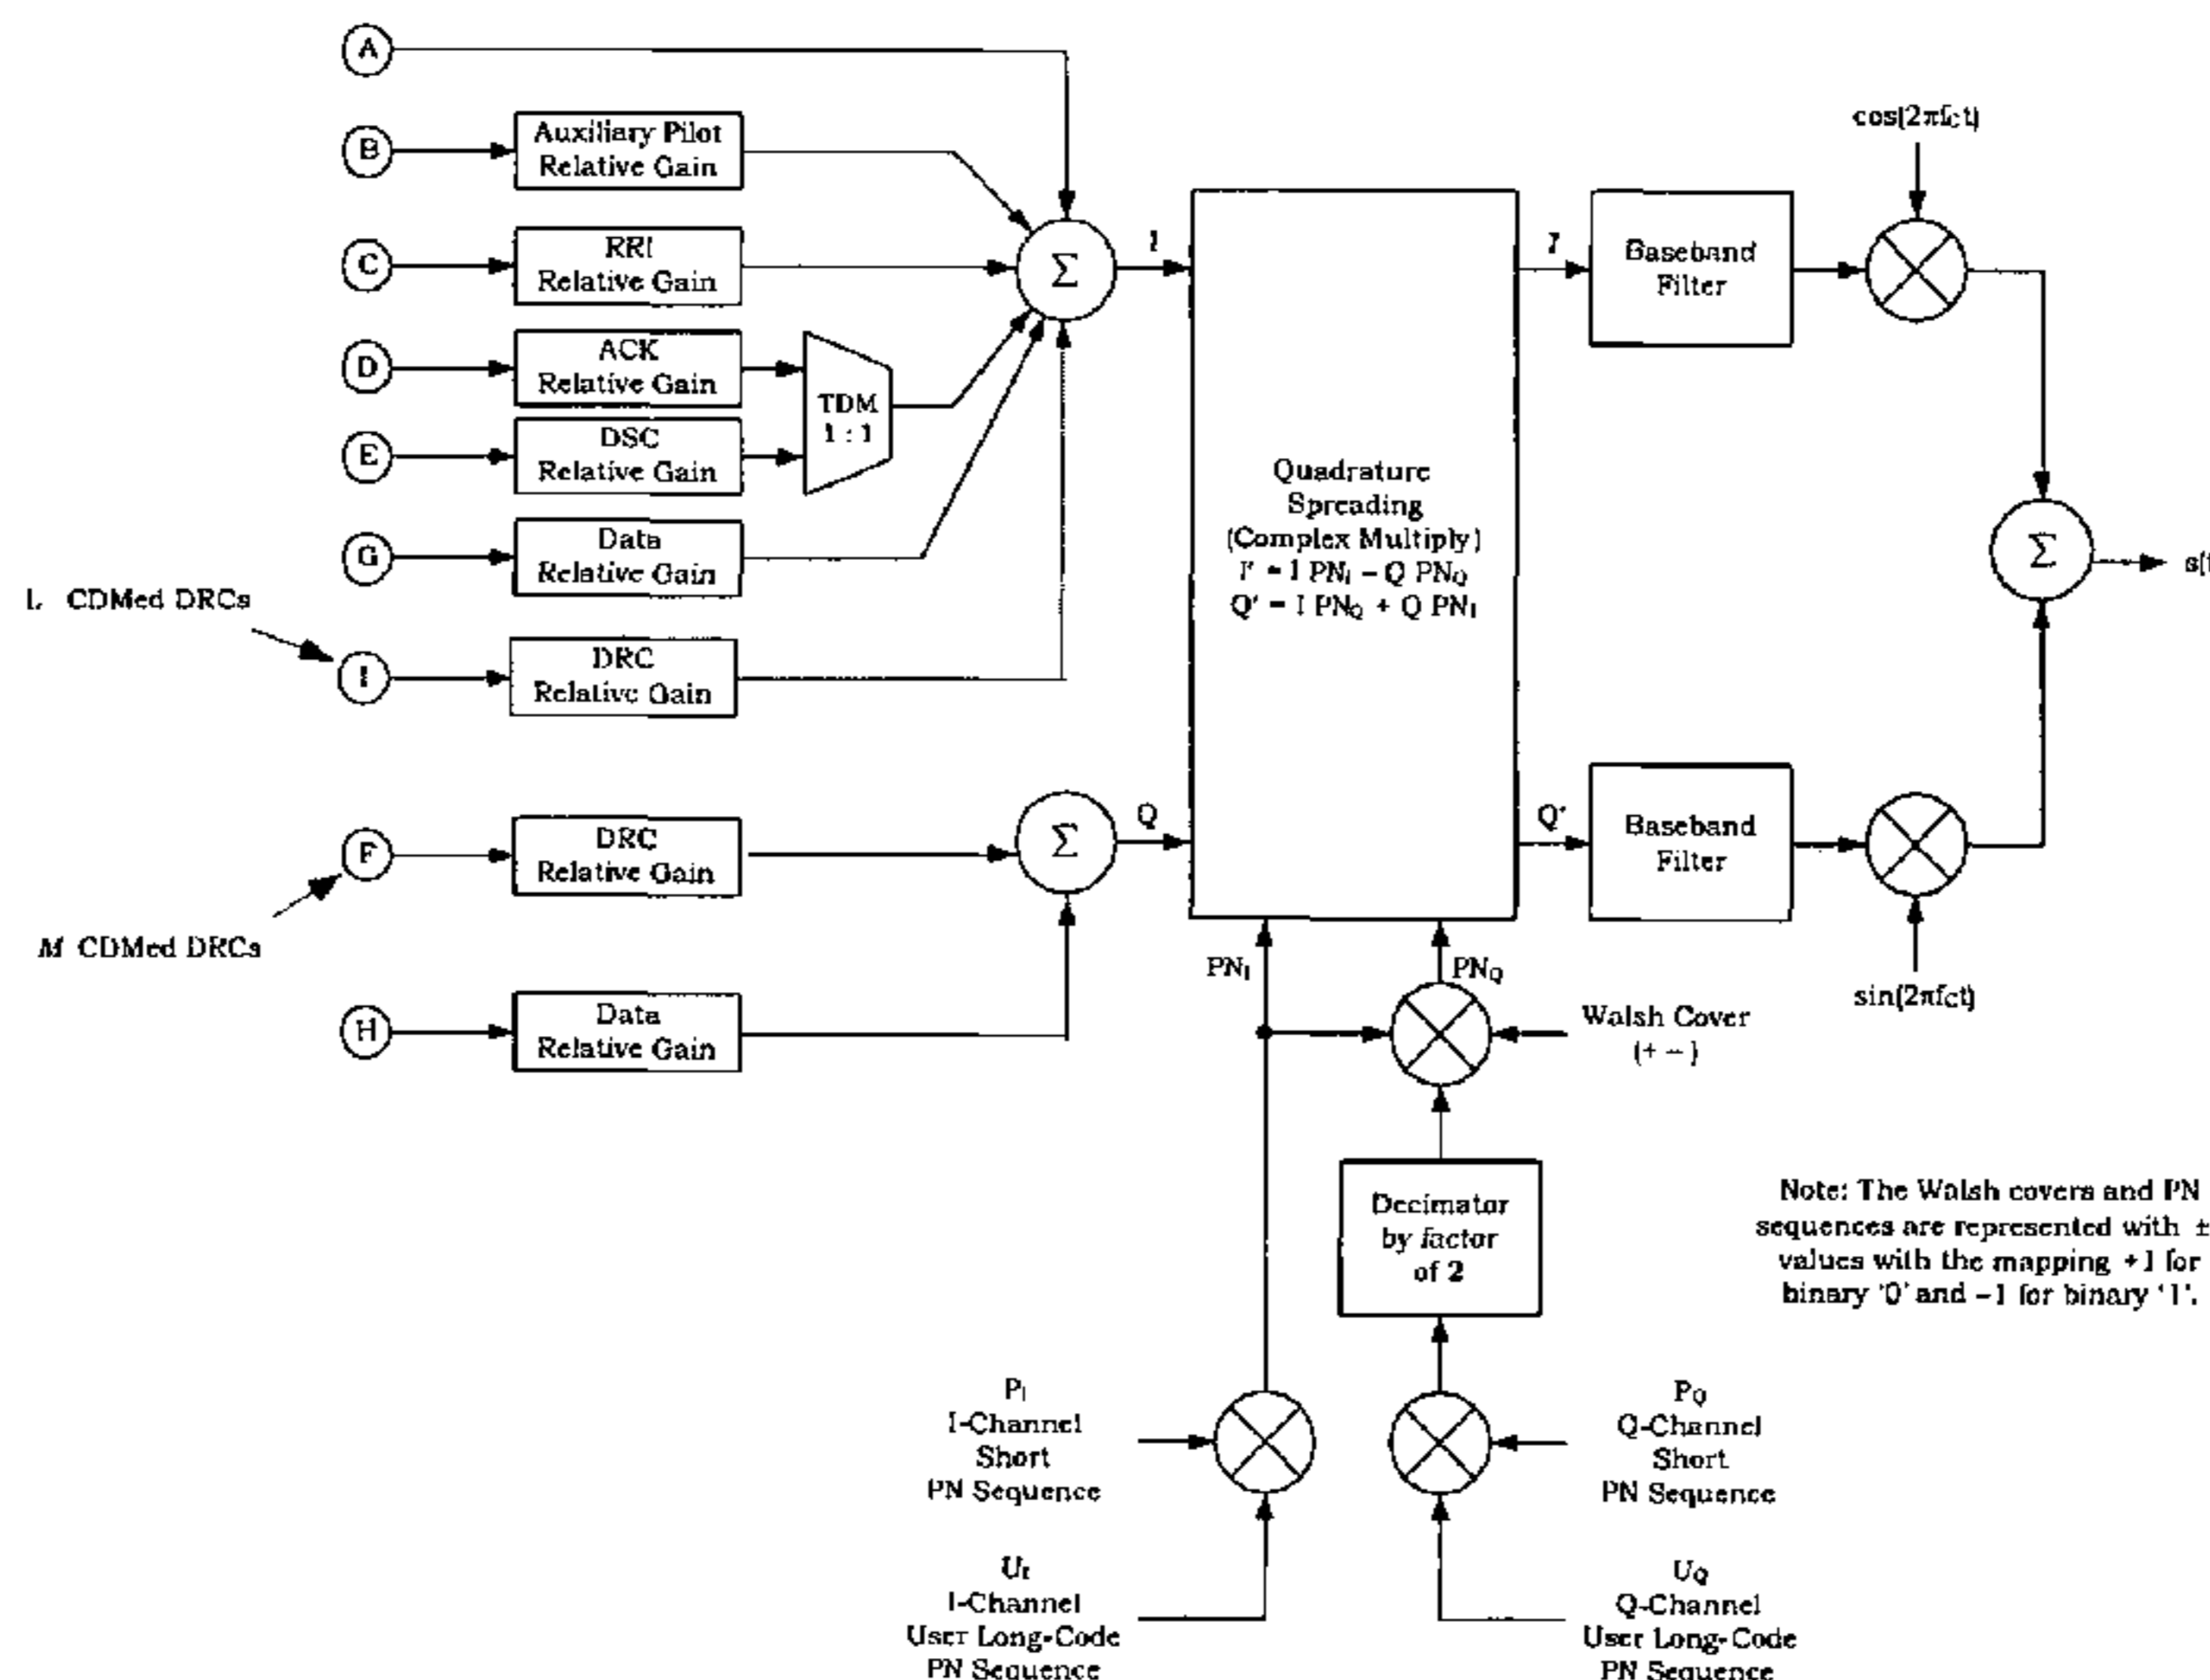 A
cos(2πfCt)
B
Auxiliary Pilot
Relative Gain
C
RRI
Relative Gain
Σ
I
I'
Baseband
Filter
D
ACK
Relative Gain
TDM
1 : 1
E
DSC
Relative Gain
Quadrature
Spreading
(Complex Multiply)
I' = I PNI – Q PNQ
Q' = I PNQ + Q PNI
Σ
s(t
G
Data
Relative Gain
L CDMed DRCs
I
DRC
Relative Gain
F
DRC
Relative Gain
Σ
Q
Q'
Baseband
Filter
M CDMed DRCs
PNI
PNQ
sin(2πfCt)
H
Data
Relative Gain
Walsh Cover
(+ –)
Decimator
by factor
of 2
Note: The Walsh covers and PN
sequences are represented with ±
values with the mapping +1 for
binary '0' and –1 for binary '1'.
PI
I-Channel
Short
PN Sequence
PQ
Q-Channel
Short
PN Sequence
UI
I-Channel
User Long-Code
PN Sequence
UQ
Q-Channel
User Long-Code
PN Sequence